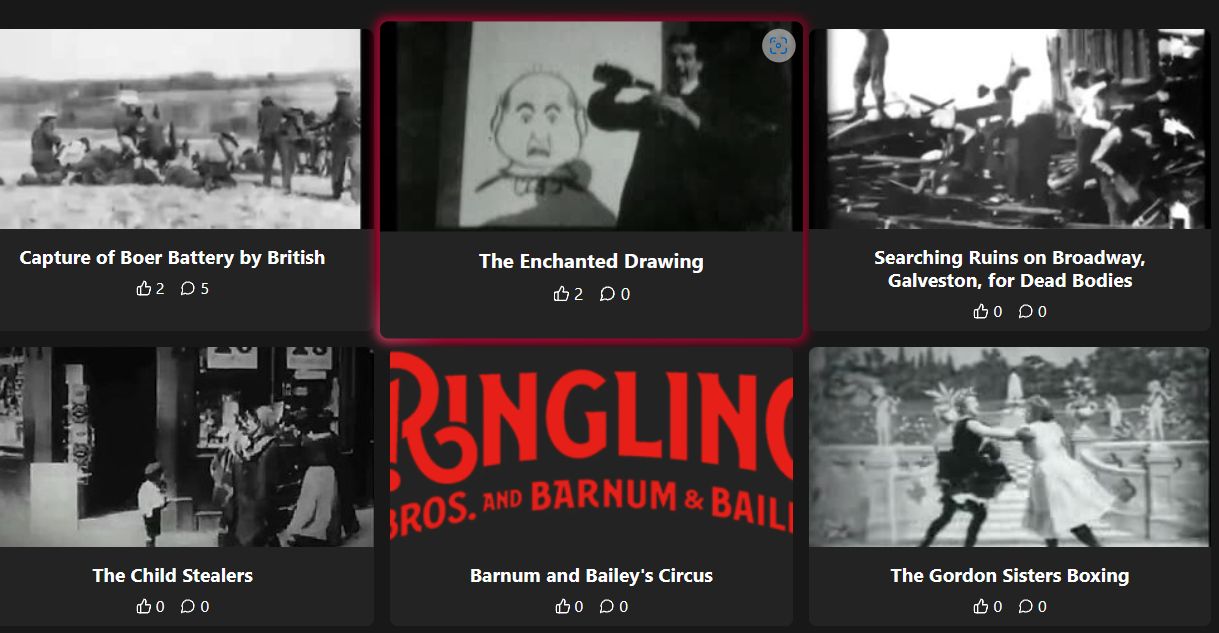 Capture of Boer Battery by British
2 5
The Enchanted Drawing
2 0
Searching Ruins on Broadway,
Galveston, for Dead Bodies
0 0
RINGLING
BROS. AND BARNUM & BAIL
The Child Stealers
0 0
Barnum and Bailey's Circus
0 0
The Gordon Sisters Boxing
0 0